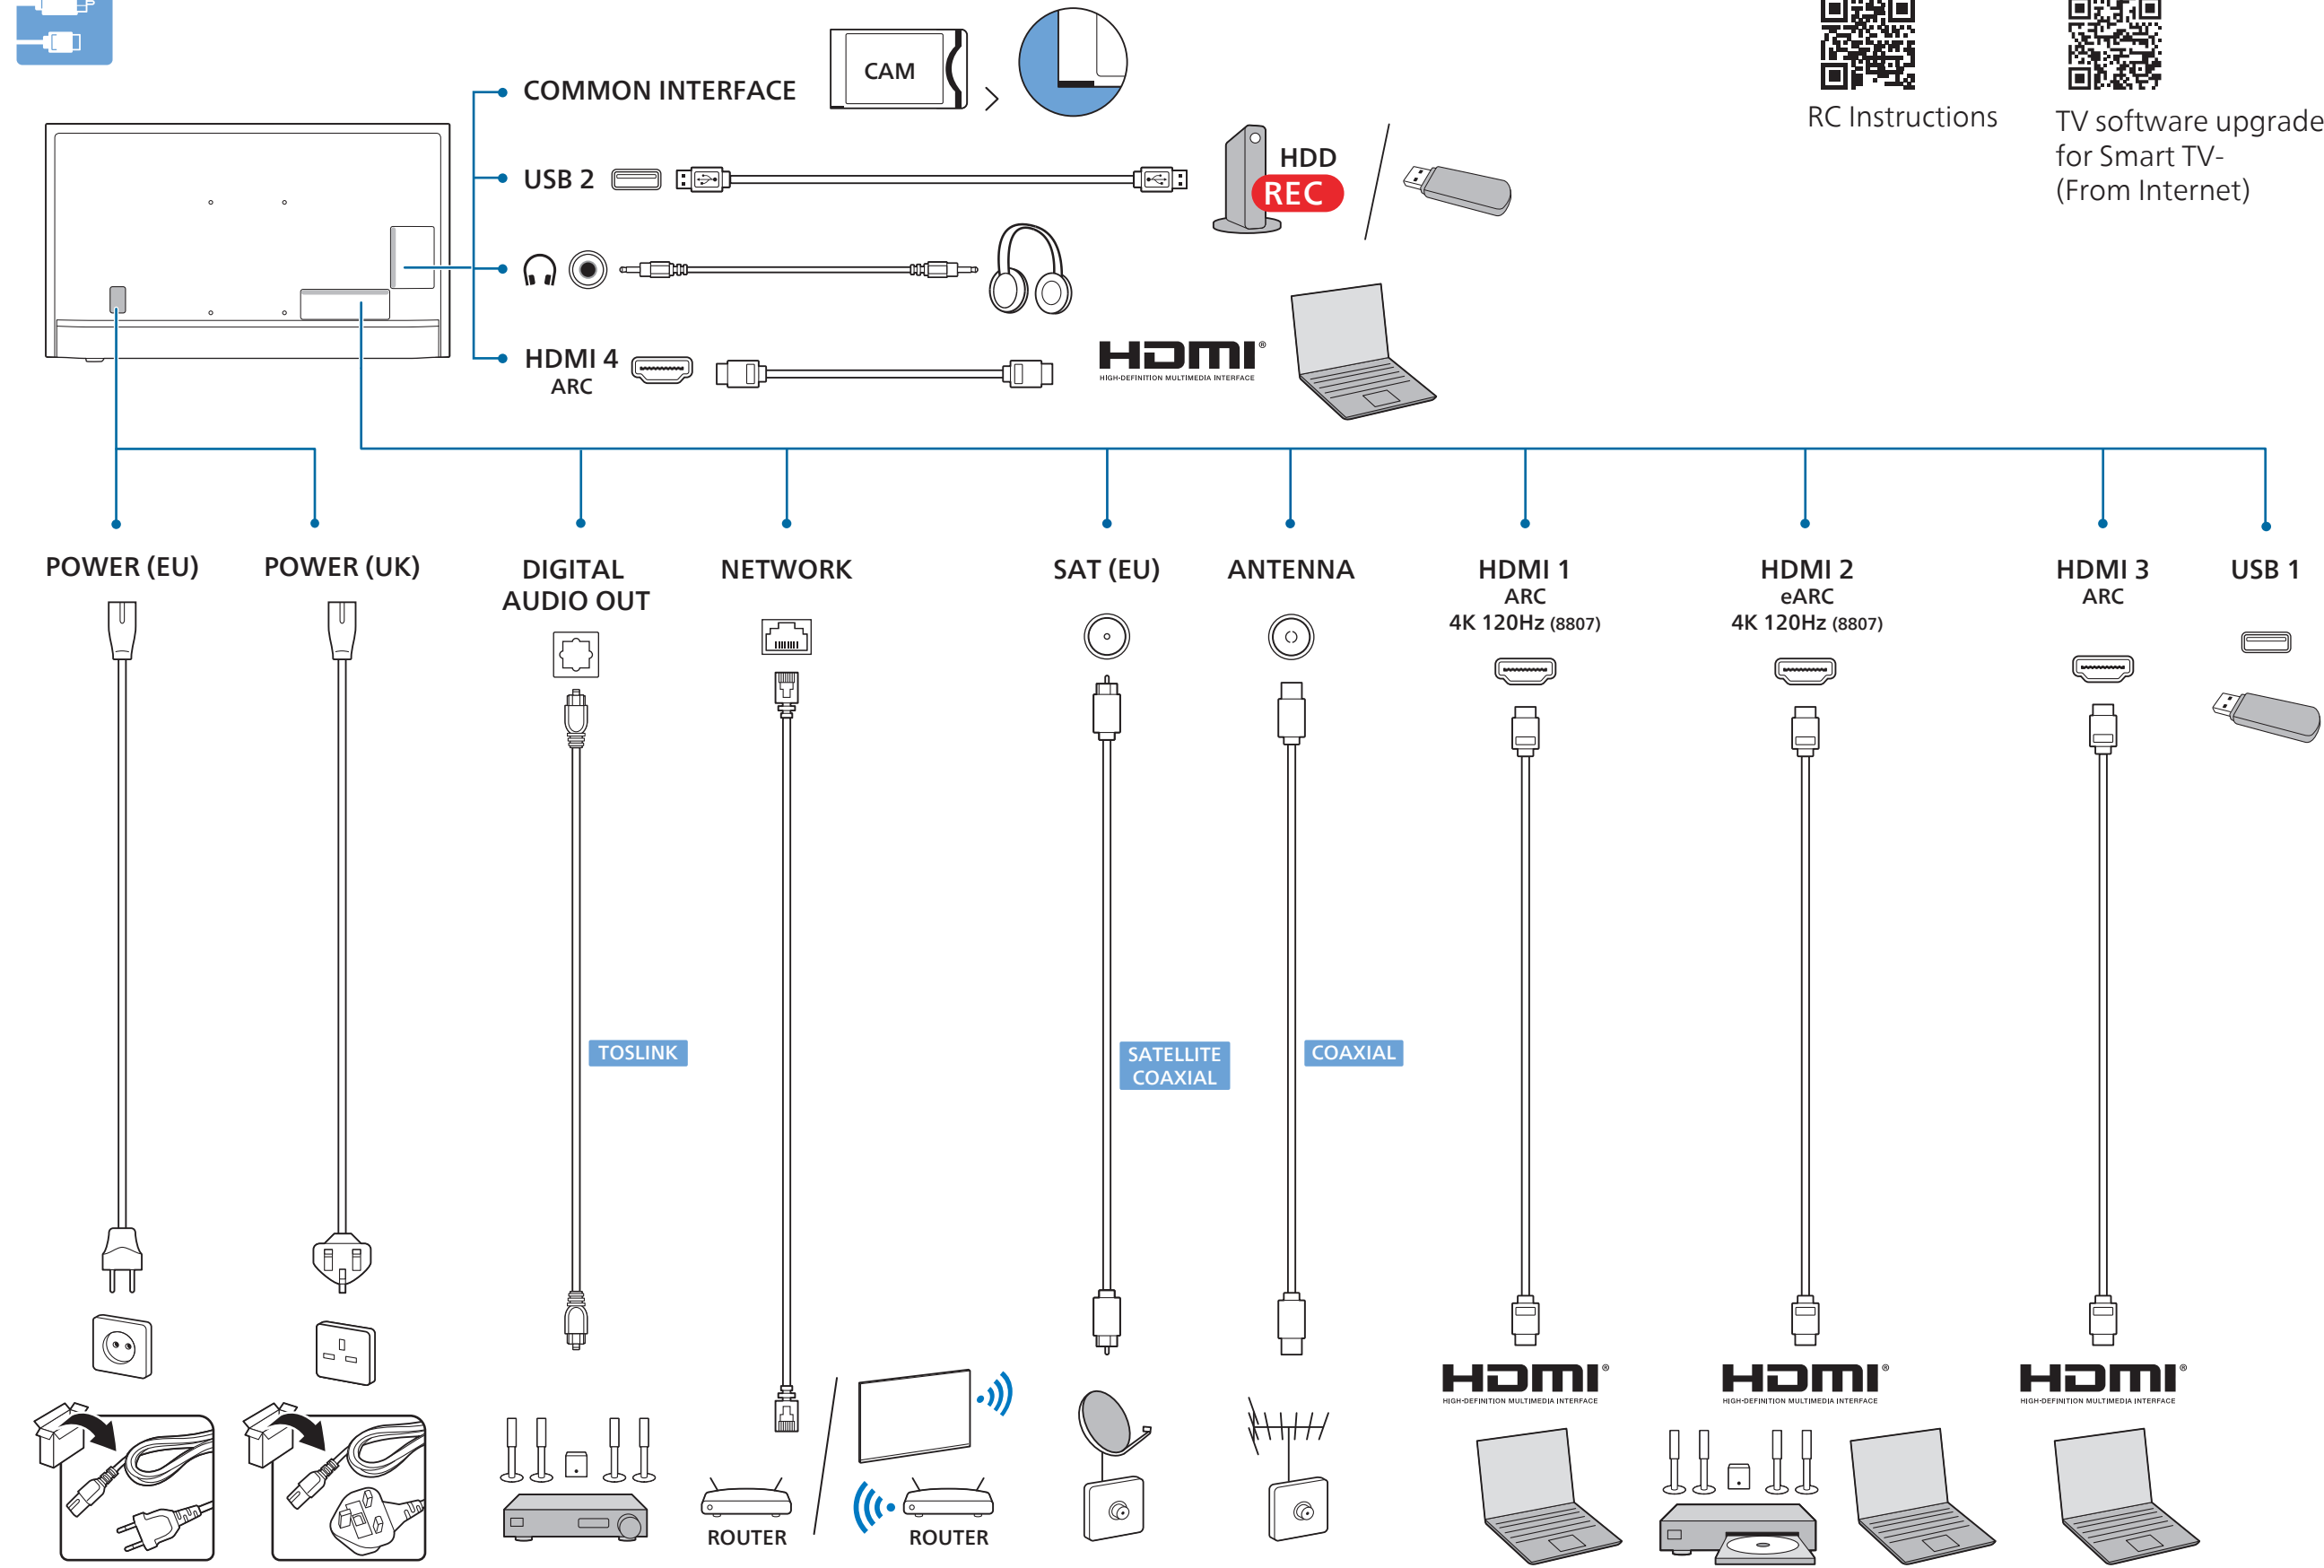 COMMON INTERFACE
CAM
RC Instructions
TV software upgrade
for Smart TV-
(From Internet)
USB 2
HDD
REC
HDMI 4
ARC
HDMI®
HIGH-DEFINITION MULTIMEDIA INTERFACE
POWER (EU)
POWER (UK)
DIGITAL
AUDIO OUT
NETWORK
SAT (EU)
ANTENNA
HDMI 1
ARC
4K 120Hz (8807)
HDMI 2
eARC
4K 120Hz (8807)
HDMI 3
ARC
USB 1
TOSLINK
SATELLITE
COAXIAL
COAXIAL
HDMI®
HIGH-DEFINITION MULTIMEDIA INTERFACE
HDMI®
HIGH-DEFINITION MULTIMEDIA INTERFACE
HDMI®
HIGH-DEFINITION MULTIMEDIA INTERFACE
ROUTER
ROUTER